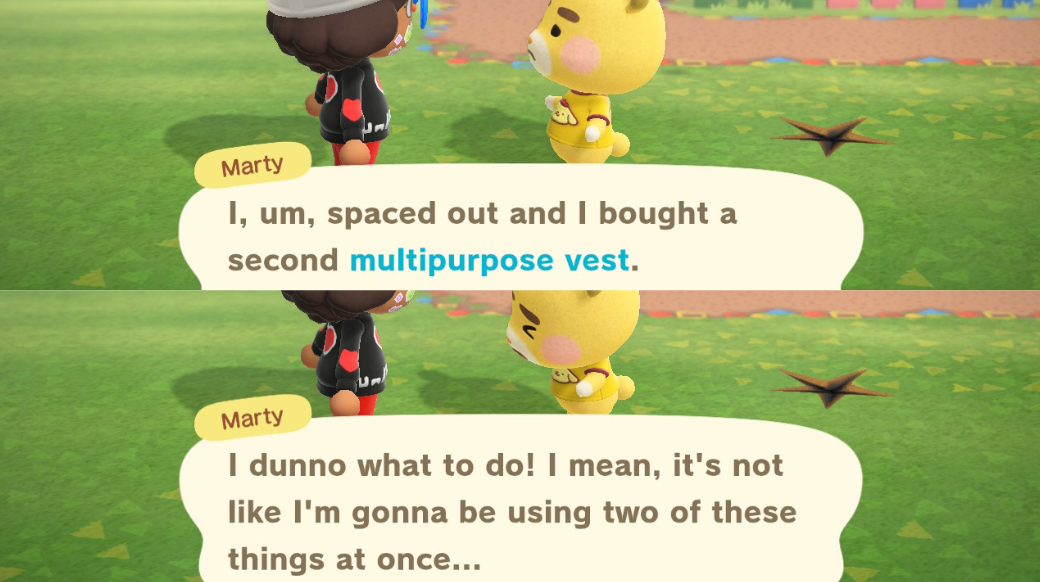 Marty
I, um, spaced out and I bought a
second multipurpose vest.
Marty
I dunno what to do! I mean, it's not
like I'm gonna be using two of these
things at once...